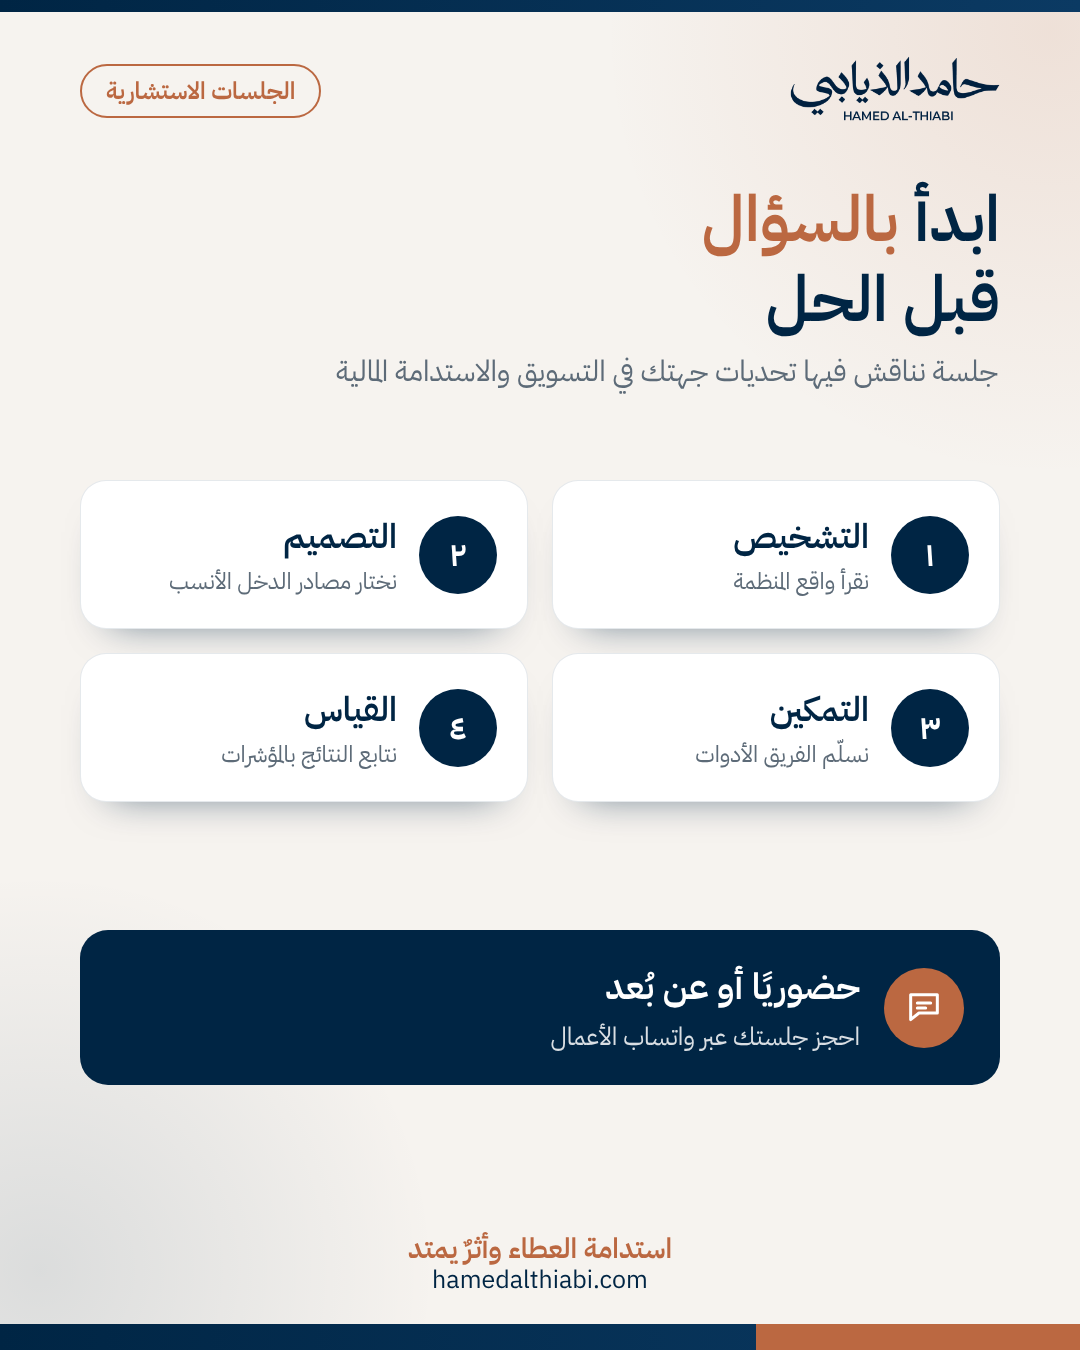 حامد الذيابي
HAMED AL-THIABI
الجلسات الاستشارية
ابدأ بالسؤال
قبل الحل
جلسة نناقش فيها تحديات جهتك في التسويق والاستدامة المالية
١
التشخيص
نقرأ واقع المنظمة
٢
التصميم
نختار مصادر الدخل الأنسب
٣
التمكين
نسلّم الفريق الأدوات
٤
القياس
نتابع النتائج بالمؤشرات
حضوريًا أو عن بُعد
احجز جلستك عبر واتساب الأعمال
استدامة العطاء وأثرٌ يمتد
hamedalthiabi.com